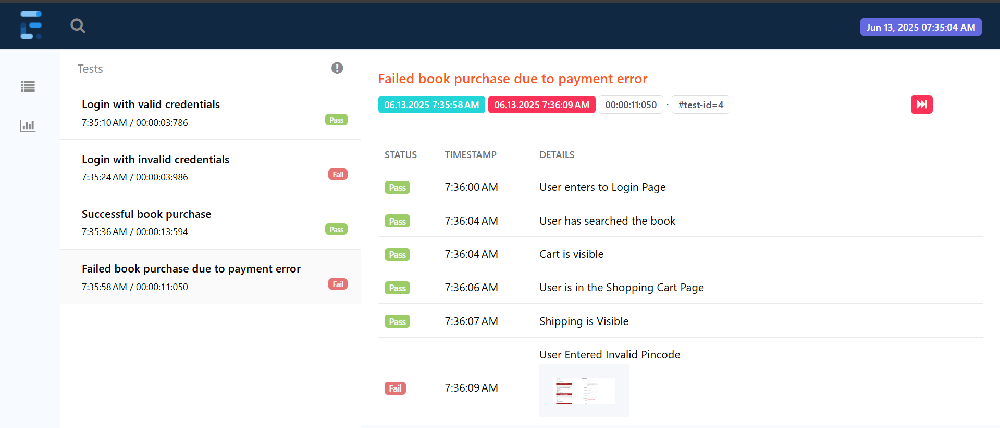 Jun 13, 2025 07:35:04 AM
Tests
Login with valid credentials
7:35:10 AM / 00:00:03:786
Pass
Login with invalid credentials
7:35:24 AM / 00:00:03:986
Fail
Successful book purchase
7:35:36 AM / 00:00:13:594
Pass
Failed book purchase due to payment error
7:35:58 AM / 00:00:11:050
Fail
Failed book purchase due to payment error
06.13.2025 7:35:58 AM 06.13.2025 7:36:09 AM 00:00:11:050 · #test-id=4
STATUS TIMESTAMP DETAILS
Pass 7:36:00 AM User enters to Login Page
Pass 7:36:04 AM User has searched the book
Pass 7:36:04 AM Cart is visible
Pass 7:36:06 AM User is in the Shopping Cart Page
Pass 7:36:07 AM Shipping is Visible
User Entered Invalid Pincode
Fail 7:36:09 AM